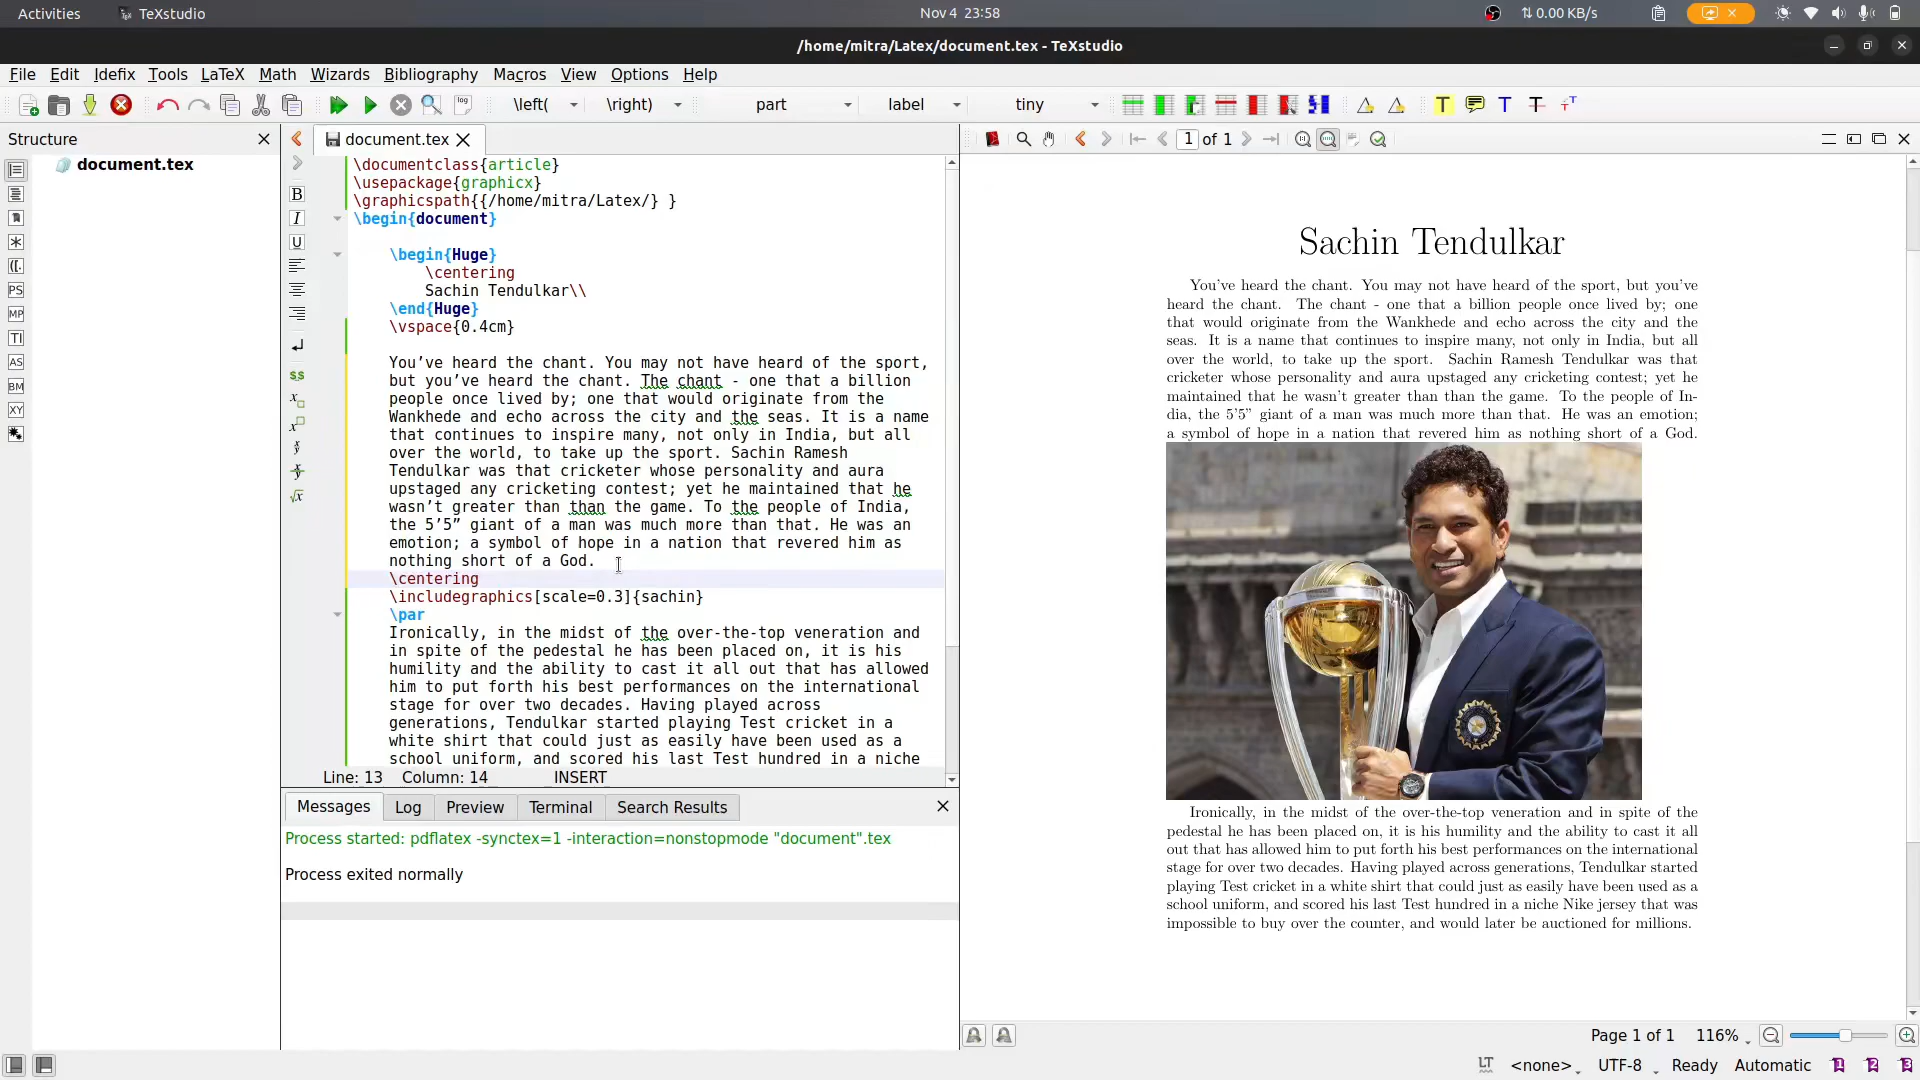 Activities TeXstudio Nov 4 23:58 0.00 KB/s
/home/mitra/Latex/document.tex - TeXstudio
File Edit Idefix Tools LaTeX Math Wizards Bibliography Macros View Options Help
log \left( \right) part label tiny
Structure
document.tex
document.tex
1 of 1
\documentclass{article}
\usepackage{graphicx}
\graphicspath{{/home/mitra/Latex/} }
\begin{document}
\begin{Huge}
\centering
Sachin Tendulkar\\
\end{Huge}
\vspace{0.4cm}
You’ve heard the chant. You may not have heard of the sport,
but you’ve heard the chant. The chant - one that a billion
people once lived by; one that would originate from the
Wankhede and echo across the city and the seas. It is a name
that continues to inspire many, not only in India, but all
over the world, to take up the sport. Sachin Ramesh
Tendulkar was that cricketer whose personality and aura
upstaged any cricketing contest; yet he maintained that he
wasn’t greater than than the game. To the people of India,
the 5’5” giant of a man was much more than that. He was an
emotion; a symbol of hope in a nation that revered him as
nothing short of a God.
\centering
\includegraphics[scale=0.3]{sachin}
\par
Ironically, in the midst of the over-the-top veneration and
in spite of the pedestal he has been placed on, it is his
humility and the ability to cast it all out that has allowed
him to put forth his best performances on the international
stage for over two decades. Having played across
generations, Tendulkar started playing Test cricket in a
white shirt that could just as easily have been used as a
school uniform, and scored his last Test hundred in a niche
Line: 13 Column: 14 INSERT
Messages Log Preview Terminal Search Results
Process started: pdflatex -synctex=1 -interaction=nonstopmode "document".tex
Process exited normally
Sachin Tendulkar
You’ve heard the chant. You may not have heard of the sport, but you’ve
heard the chant. The chant - one that a billion people once lived by; one
that would originate from the Wankhede and echo across the city and the
seas. It is a name that continues to inspire many, not only in India, but all
over the world, to take up the sport. Sachin Ramesh Tendulkar was that
cricketer whose personality and aura upstaged any cricketing contest; yet he
maintained that he wasn’t greater than than the game. To the people of In-
dia, the 5’5” giant of a man was much more than that. He was an emotion;
a symbol of hope in a nation that revered him as nothing short of a God.
Ironically, in the midst of the over-the-top veneration and in spite of the
pedestal he has been placed on, it is his humility and the ability to cast it all
out that has allowed him to put forth his best performances on the international
stage for over two decades. Having played across generations, Tendulkar started
playing Test cricket in a white shirt that could just as easily have been used as a
school uniform, and scored his last Test hundred in a niche Nike jersey that was
impossible to buy over the counter, and would later be auctioned for millions.
Page 1 of 1 116%
LT <none> UTF-8 Ready Automatic 1 2 3
B
I
U
PS
MP
TI
AS
BM
XY
$$